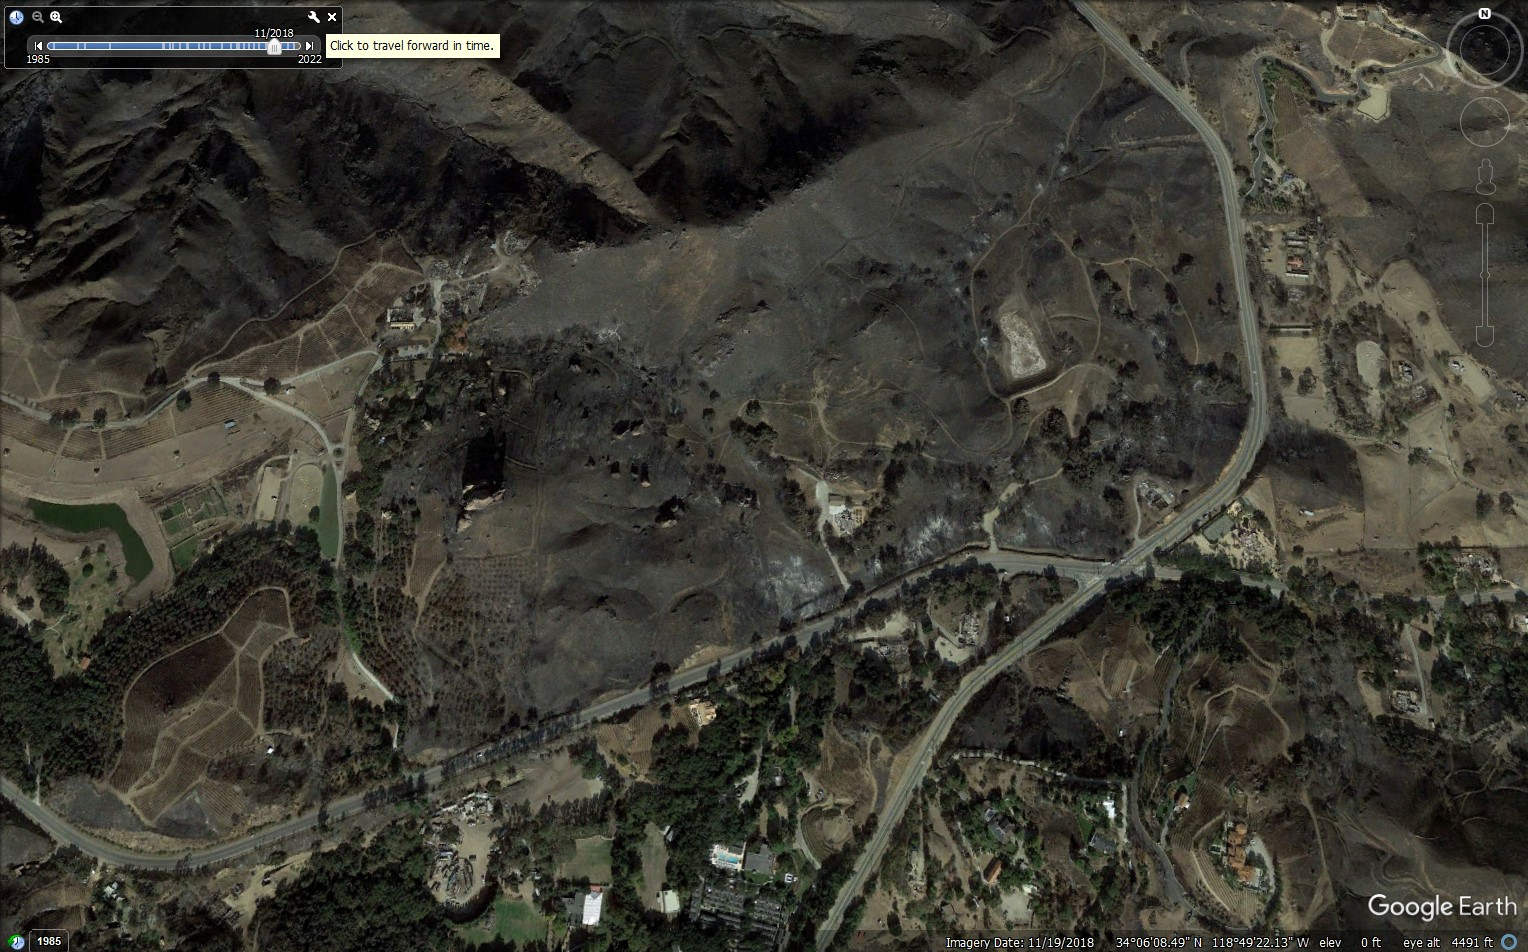 11/2018
1985
2022
Click to travel forward in time.
N
Google Earth
1985
Imagery Date: 11/19/2018 34°06'08.49" N 118°49'22.13" W elev 0 ft eye alt 4491 ft